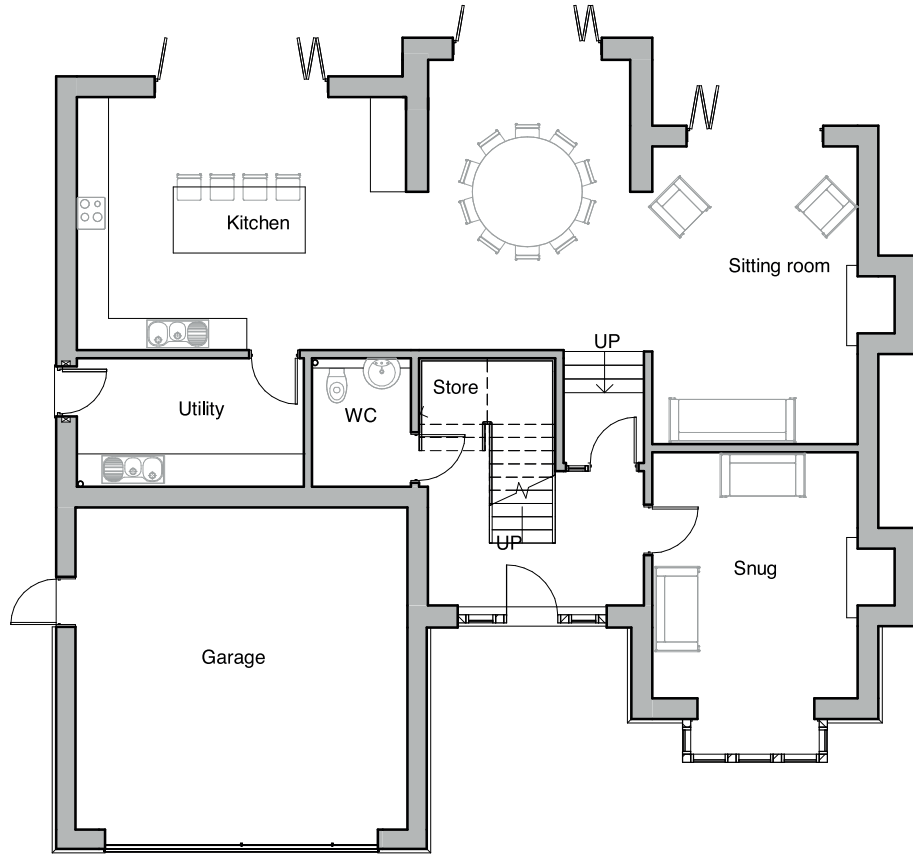 Kitchen
Sitting room
UP
Store
Utility
WC
UP
Snug
Garage